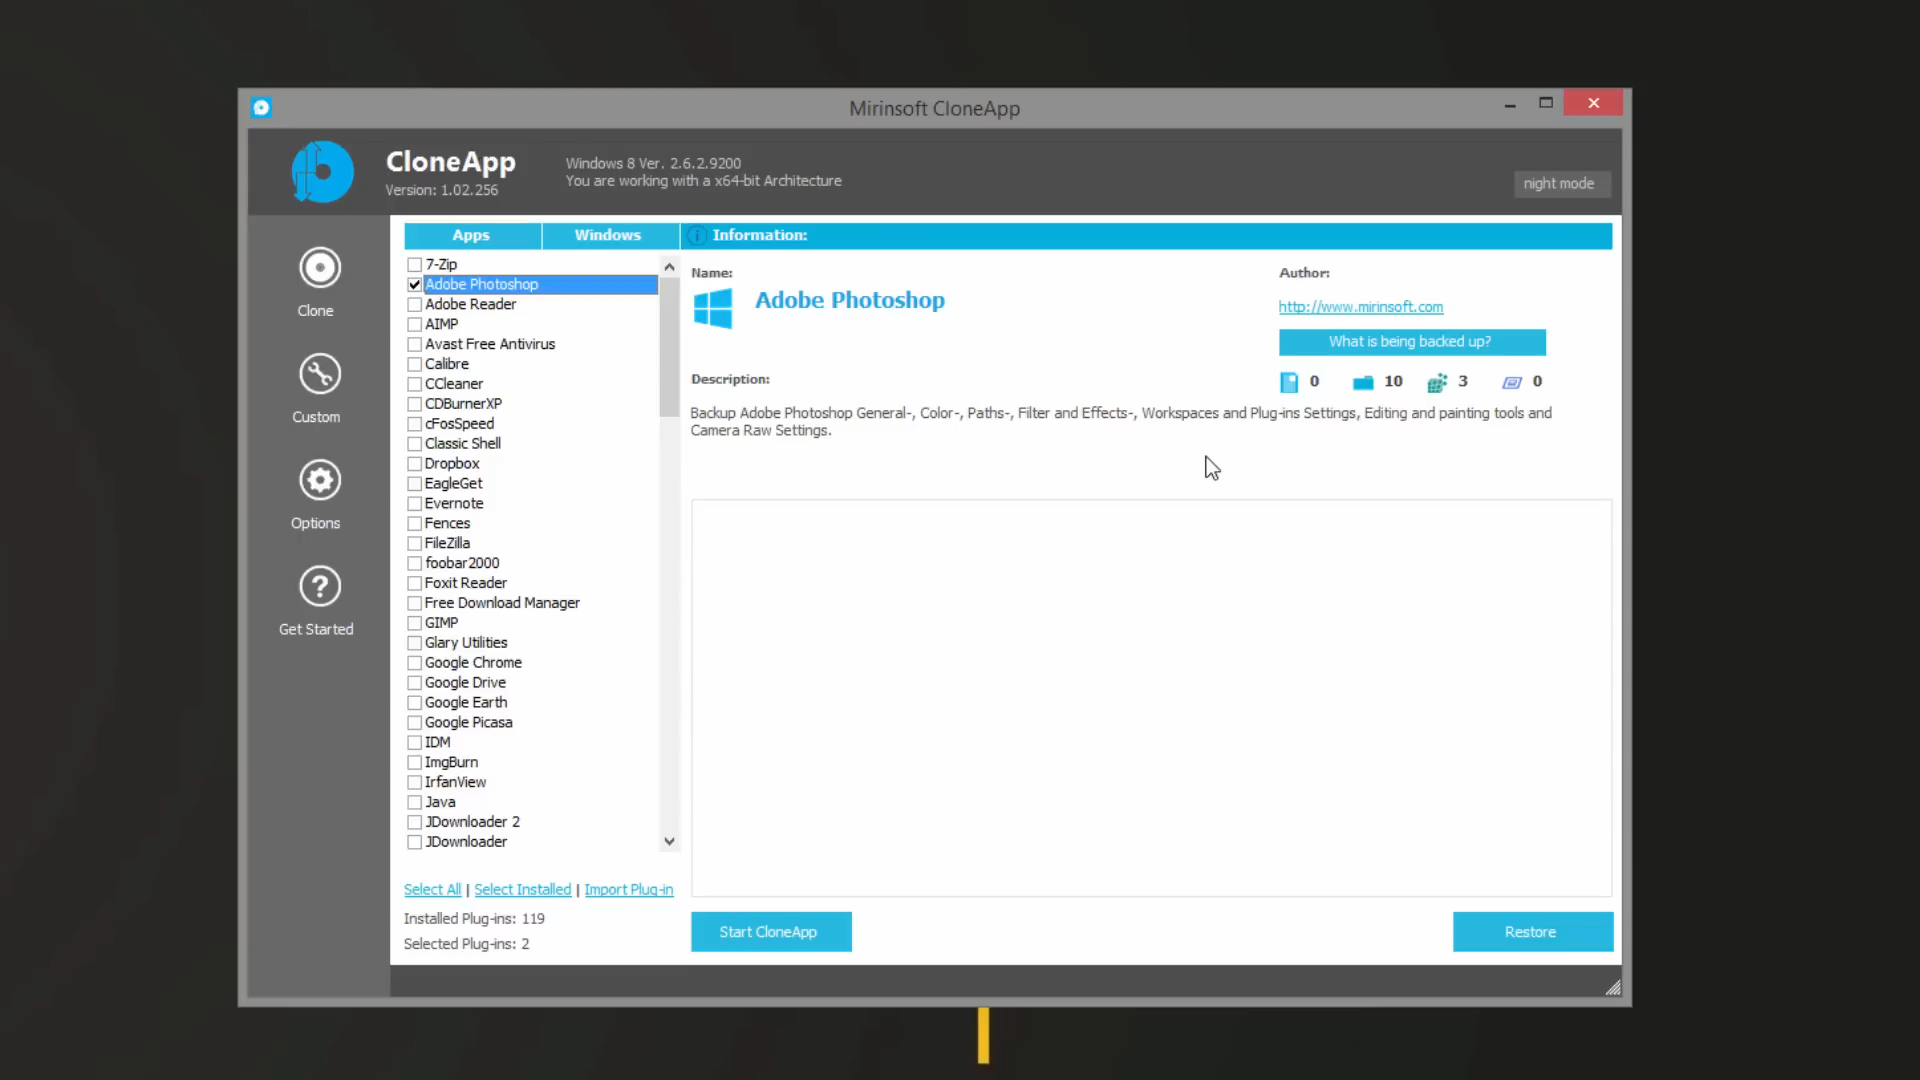 Mirinsoft CloneApp
CloneApp
Version: 1.02.256
Windows 8 Ver. 2.6.2.9200
You are working with a x64-bit Architecture
night mode
Clone
Custom
Options
Get Started
Apps
Windows
7-Zip
Adobe Photoshop
Adobe Reader
AIMP
Avast Free Antivirus
Calibre
CCleaner
CDBurnerXP
cFosSpeed
Classic Shell
Dropbox
EagleGet
Evernote
Fences
FileZilla
foobar2000
Foxit Reader
Free Download Manager
GIMP
Glary Utilities
Google Chrome
Google Drive
Google Earth
Google Picasa
IDM
ImgBurn
IrfanView
Java
JDownloader 2
JDownloader
Select All | Select Installed | Import Plug-in
Installed Plug-ins: 119
Selected Plug-ins: 2
Information:
Name:
Adobe Photoshop
Author:
http://www.mirinsoft.com
What is being backed up?
0 10 3 0
Description:
Backup Adobe Photoshop General-, Color-, Paths-, Filter and Effects-, Workspaces and Plug-ins Settings, Editing and painting tools and
Camera Raw Settings.
Start CloneApp
Restore